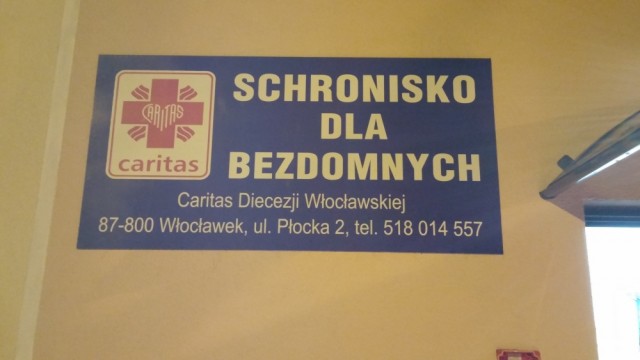 CARITAS
caritas
SCHRONISKO
DLA
BEZDOMNYCH
Caritas Diecezji Włocławskiej
87-800 Włocławek, ul. Płocka 2, tel. 518 014 557